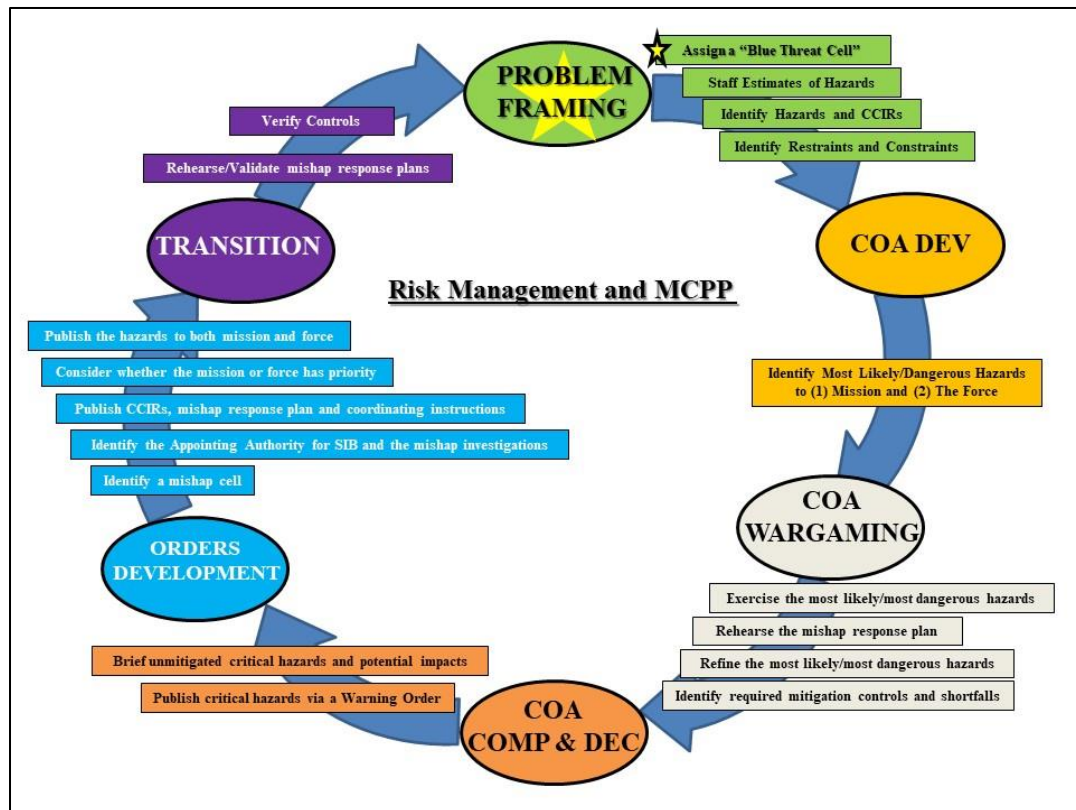 PROBLEM
FRAMING
Assign a “Blue Threat Cell”
Staff Estimates of Hazards
Identify Hazards and CCIRs
Identify Restraints and Constraints
COA DEV
Identify Most Likely/Dangerous Hazards
to (1) Mission and (2) The Force
COA
WARGAMING
Exercise the most likely/most dangerous hazards
Rehearse the mishap response plan
Refine the most likely/most dangerous hazards
Identify required mitigation controls and shortfalls
COA
COMP & DEC
Brief unmitigated critical hazards and potential impacts
Publish critical hazards via a Warning Order
ORDERS
DEVELOPMENT
Publish the hazards to both mission and force
Consider whether the mission or force has priority
Publish CCIRs, mishap response plan and coordinating instructions
Identify the Appointing Authority for SIB and the mishap investigations
Identify a mishap cell
TRANSITION
Verify Controls
Rehearse/Validate mishap response plans
Risk Management and MCPP